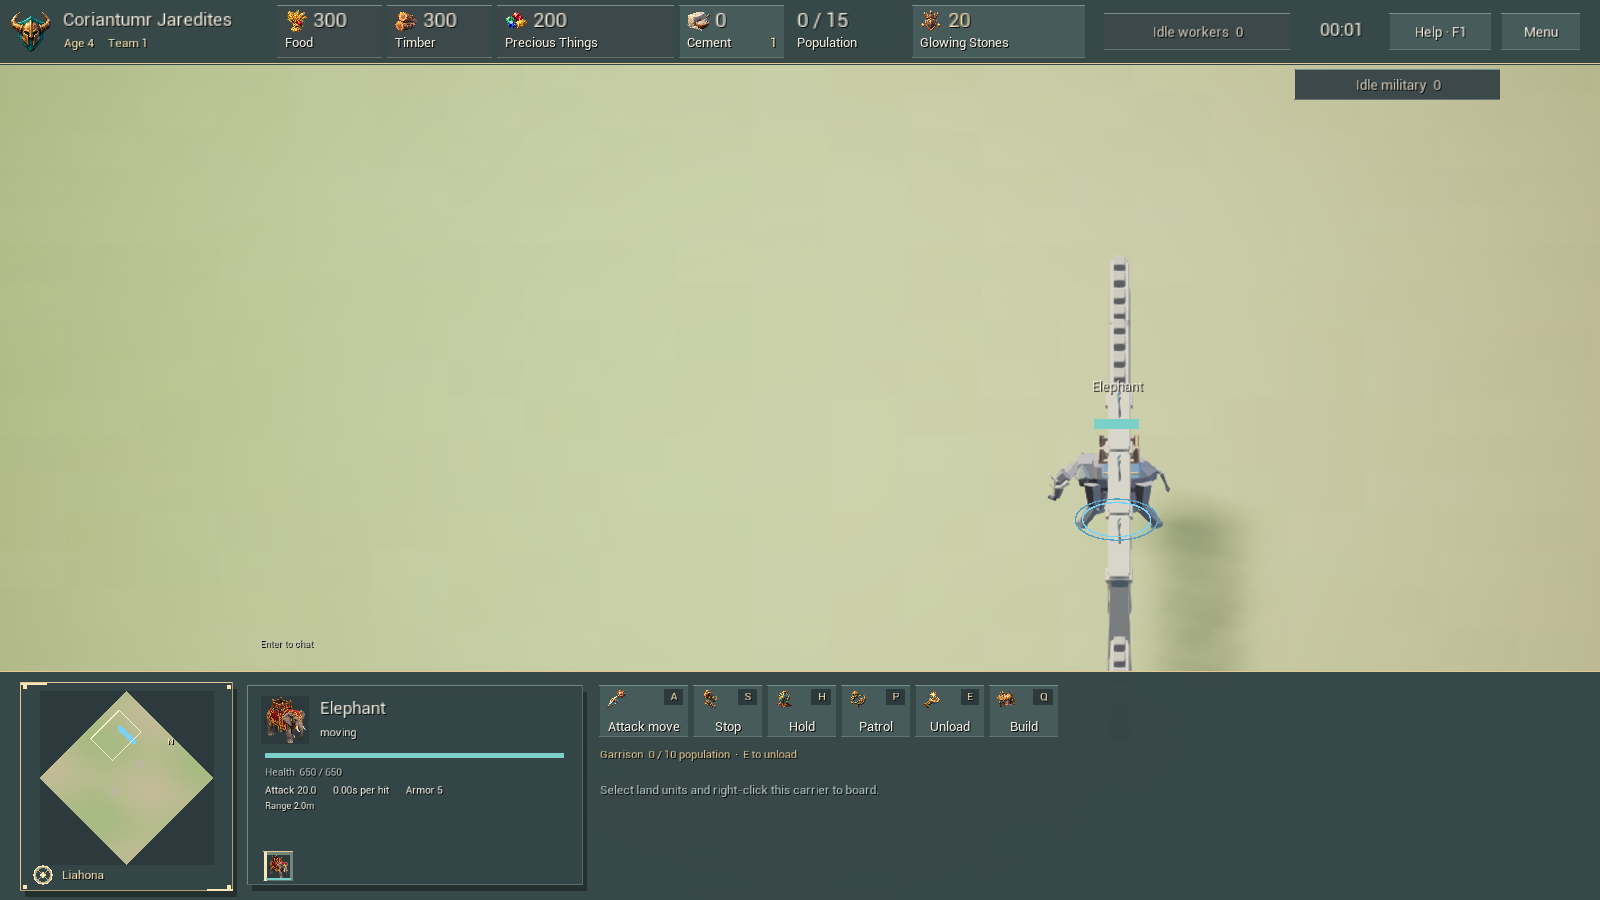 Coriantumr Jaredites
Age 4 Team 1
300
Food
300
Timber
200
Precious Things
0
Cement 1
0 / 15
Population
20
Glowing Stones
Idle workers 0
00:01
Help · F1
Menu
Idle military 0
Elephant
Enter to chat
N
Liahona
Elephant
moving
Health 650 / 650
Attack 20.0 0.00s per hit Armor 5
Range 2.0m
A
Attack move
S
Stop
H
Hold
P
Patrol
E
Unload
Q
Build
Garrison 0 / 10 population · E to unload
Select land units and right-click this carrier to board.